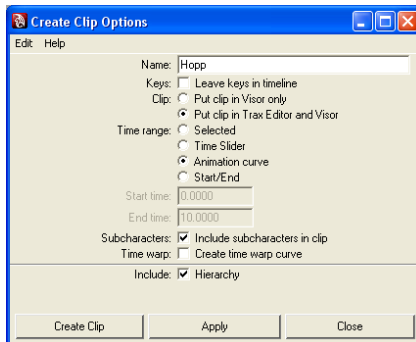 Create Clip Options
Edit Help
Name: Hopp
Keys: Leave keys in timeline
Clip: Put clip in Visor only
Put clip in Trax Editor and Visor
Time range: Selected
Time Slider
Animation curve
Start/End
Start time: 0.0000
End time: 10.0000
Subcharacters: Include subcharacters in clip
Time warp: Create time warp curve
Include: Hierarchy
Create Clip Apply Close